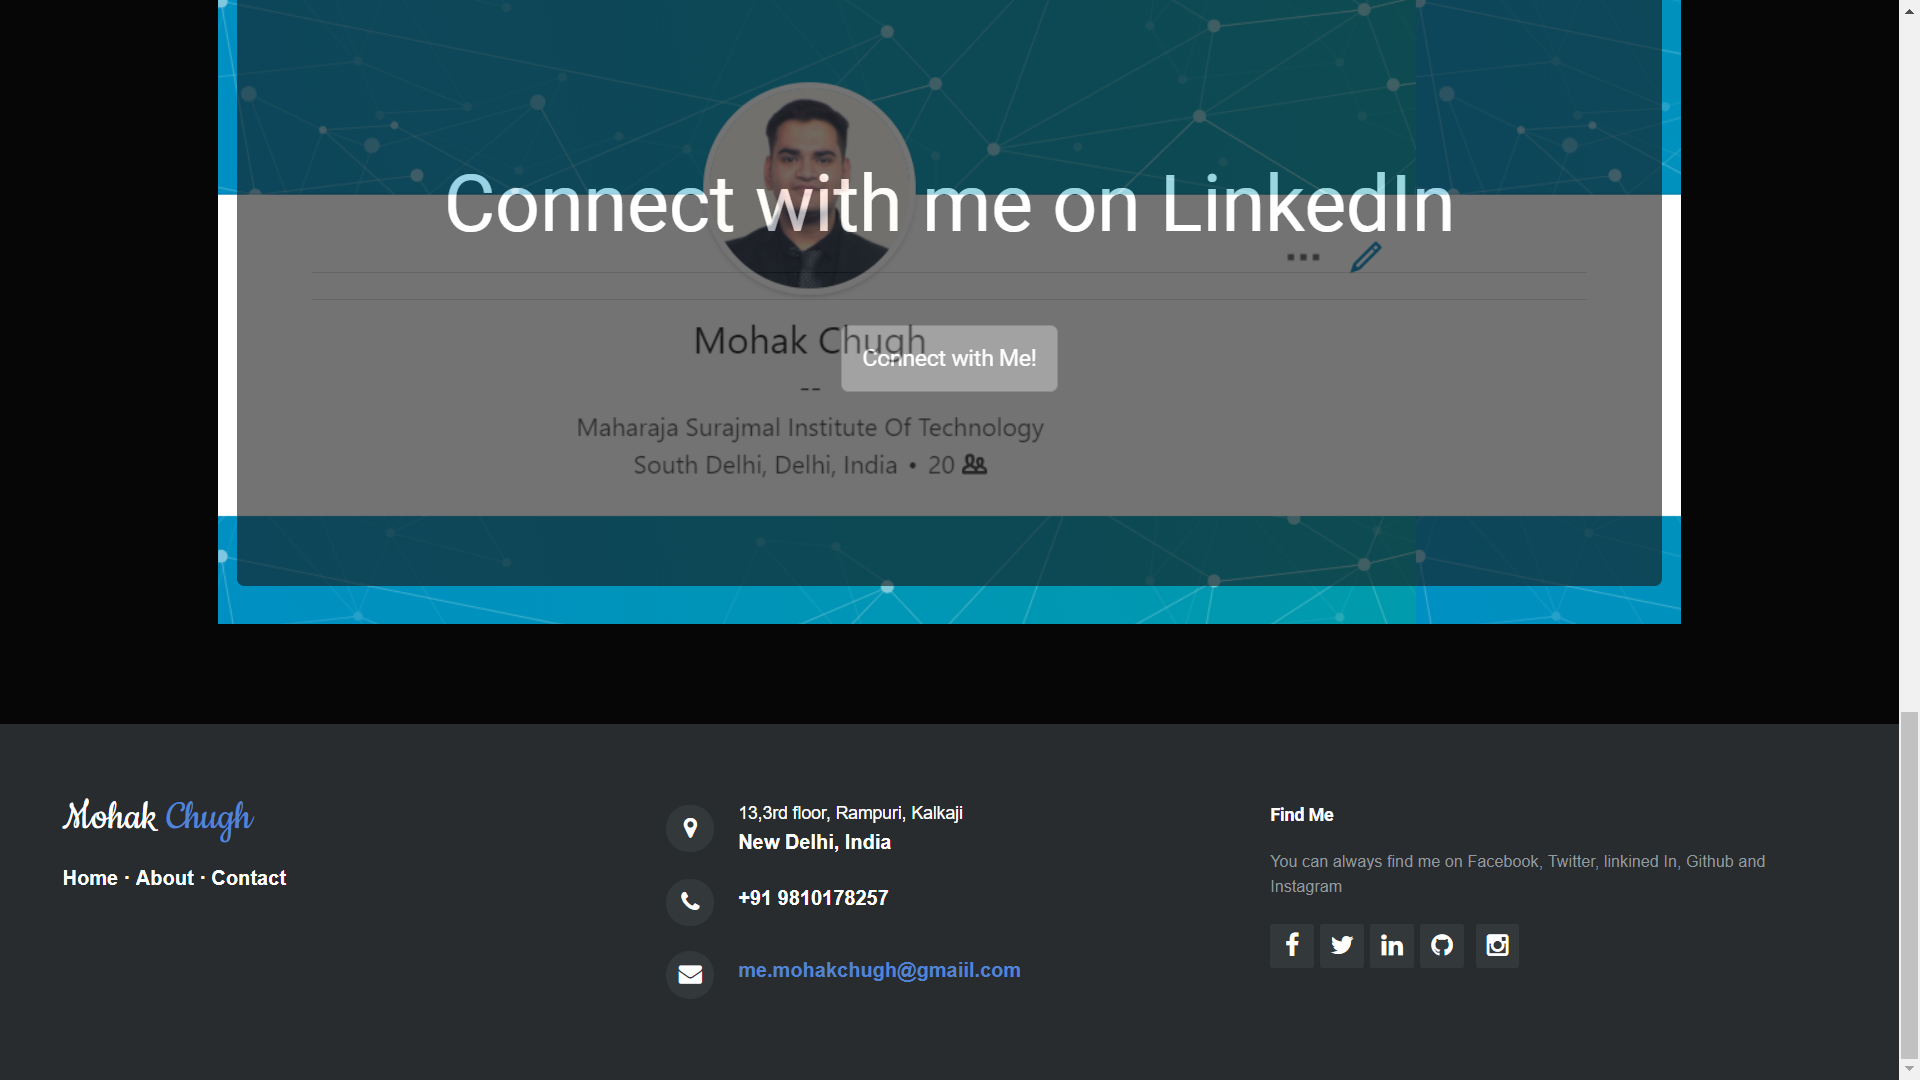 Connect with me on LinkedIn
Mohak Chugh
Connect with Me!
--
Maharaja Surajmal Institute Of Technology
South Delhi, Delhi, India • 20
Mohak Chugh
Home · About · Contact
13,3rd floor, Rampuri, Kalkaji
New Delhi, India
+91 9810178257
me.mohakchugh@gmaiil.com
Find Me
You can always find me on Facebook, Twitter, linkined In, Github and
Instagram